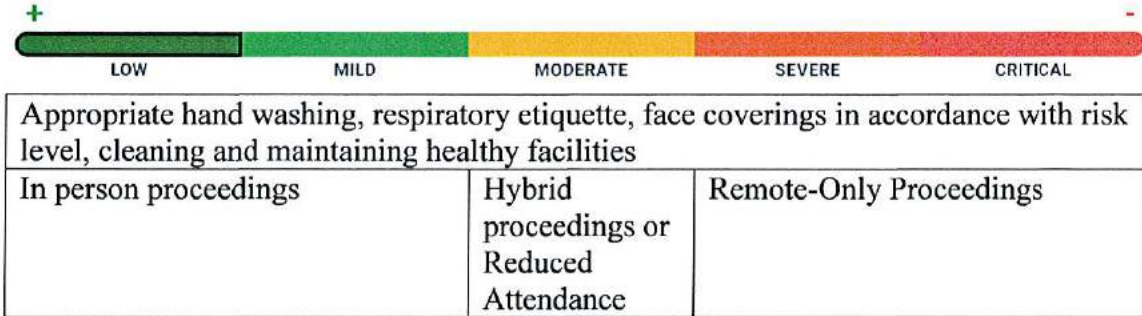 + -
LOW MILD MODERATE SEVERE CRITICAL
Appropriate hand washing, respiratory etiquette, face coverings in accordance with risk
level, cleaning and maintaining healthy facilities
In person proceedings
Hybrid
proceedings or
Reduced
Attendance
Remote-Only Proceedings